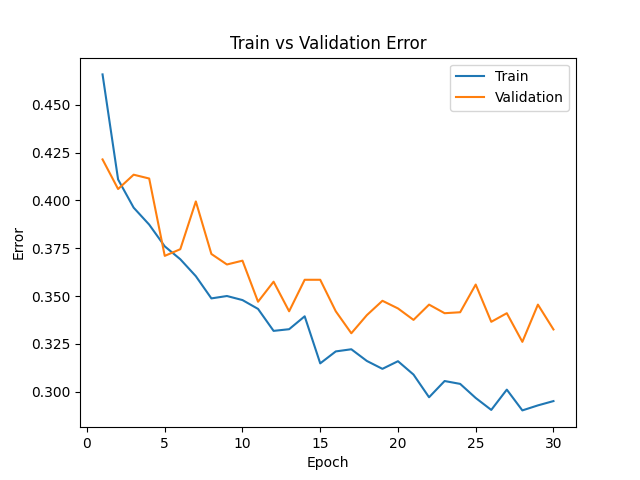 Train vs Validation Error
Train
Validation
Error
0.450
0.425
0.400
0.375
0.350
0.325
0.300
0 5 10 15 20 25 30
Epoch